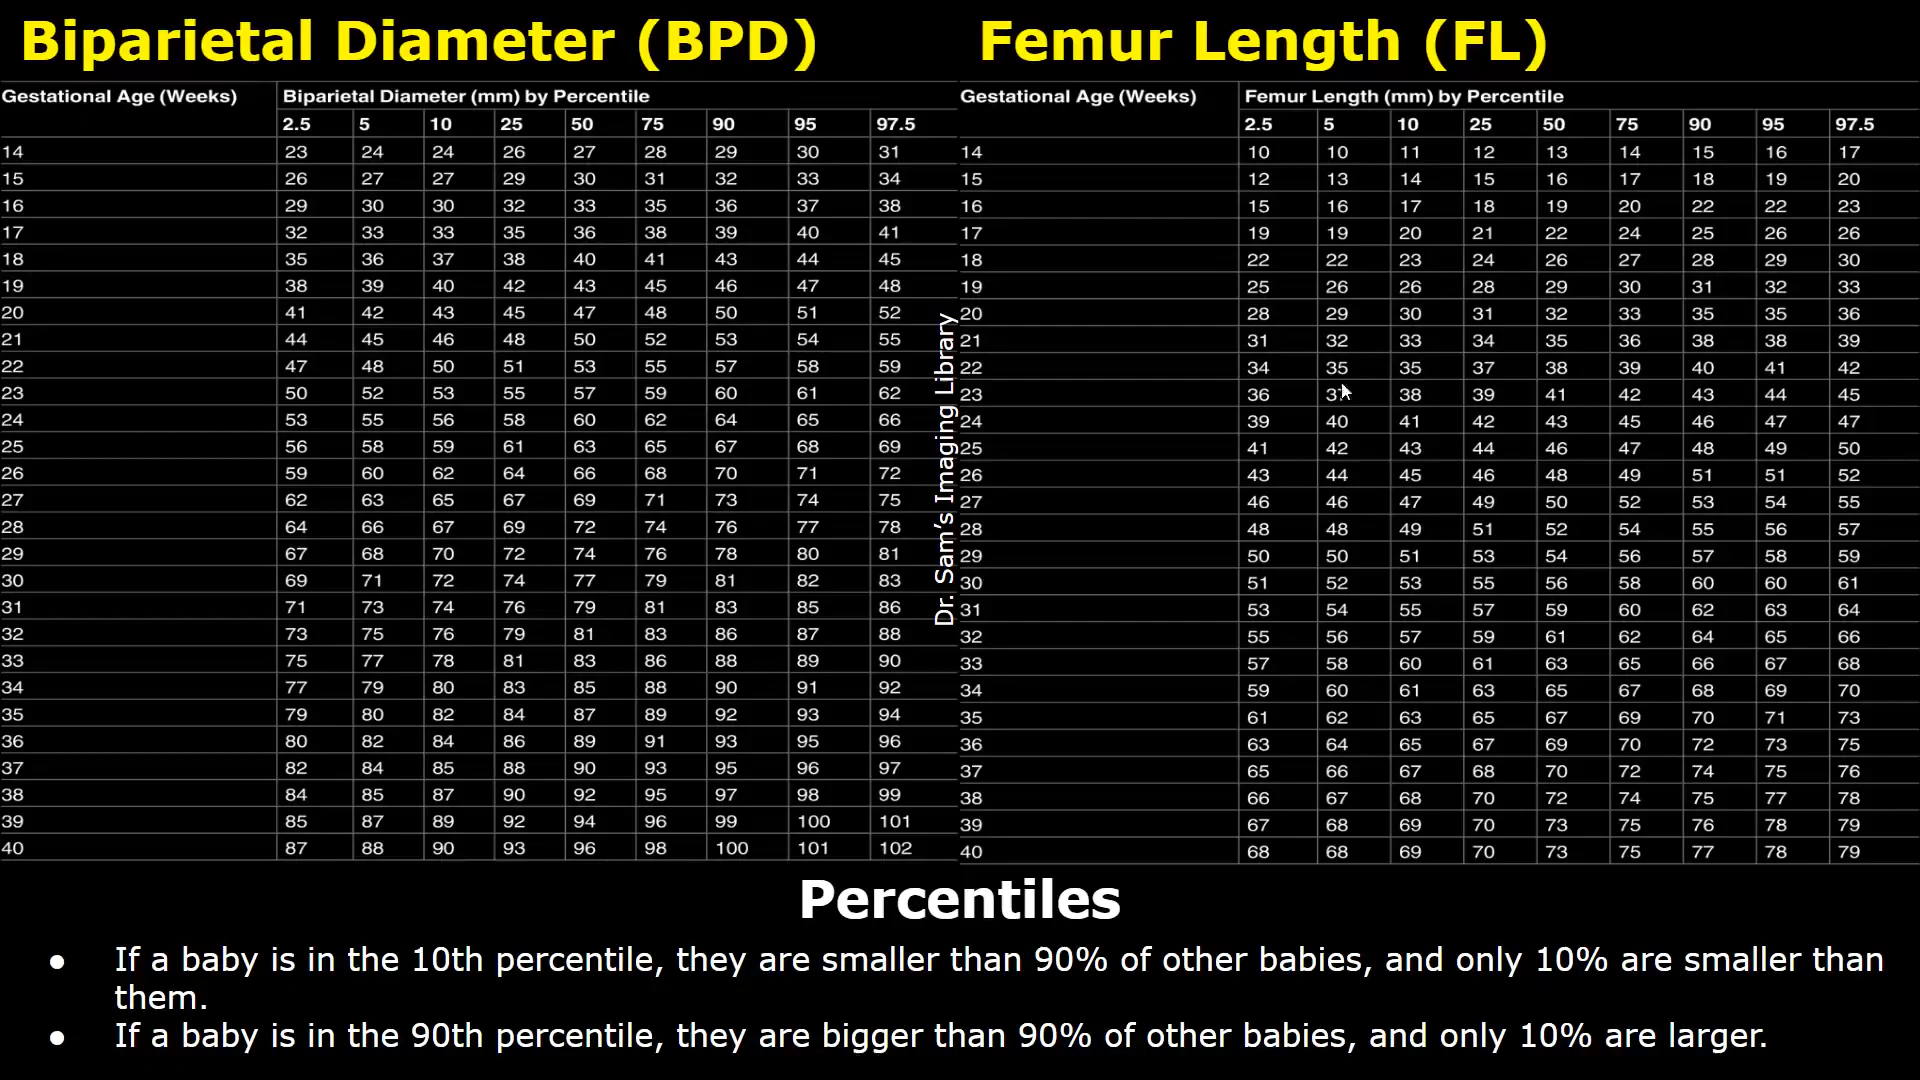 Biparietal Diameter (BPD)
Gestational Age (Weeks) Biparietal Diameter (mm) by Percentile
2.5 5 10 25 50 75 90 95 97.5
14 23 24 24 26 27 28 29 30 31
15 26 27 27 29 30 31 32 33 34
16 29 30 30 32 33 35 36 37 38
17 32 33 33 35 36 38 39 40 41
18 35 36 37 38 40 41 43 44 45
19 38 39 40 42 43 45 46 47 48
20 41 42 43 45 47 48 50 51 52
21 44 45 46 48 50 52 53 54 55
22 47 48 50 51 53 55 57 58 59
23 50 52 53 55 57 59 60 61 62
24 53 55 56 58 60 62 64 65 66
25 56 58 59 61 63 65 67 68 69
26 59 60 62 64 66 68 70 71 72
27 62 63 65 67 69 71 73 74 75
28 64 66 67 69 72 74 76 77 78
29 67 68 70 72 74 76 78 80 81
30 69 71 72 74 77 79 81 82 83
31 71 73 74 76 79 81 83 85 86
32 73 75 76 79 81 83 86 87 88
33 75 77 78 81 83 86 88 89 90
34 77 79 80 83 85 88 90 91 92
35 79 80 82 84 87 89 92 93 94
36 80 82 84 86 89 91 93 95 96
37 82 84 85 88 90 93 95 96 97
38 84 85 87 90 92 95 97 98 99
39 85 87 89 92 94 96 99 100 101
40 87 88 90 93 96 98 100 101 102
Dr. Sam's Imaging Library
Femur Length (FL)
Gestational Age (Weeks) Femur Length (mm) by Percentile
2.5 5 10 25 50 75 90 95 97.5
14 10 10 11 12 13 14 15 16 17
15 12 13 14 15 16 17 18 19 20
16 15 16 17 18 19 20 22 22 23
17 19 19 20 21 22 24 25 26 26
18 22 22 23 24 26 27 28 29 30
19 25 26 26 28 29 30 31 32 33
20 28 29 30 31 32 33 35 35 36
21 31 32 33 34 35 36 38 38 39
22 34 35 35 37 38 39 40 41 42
23 36 37 38 39 41 42 43 44 45
24 39 40 41 42 43 45 46 47 47
25 41 42 43 44 46 47 48 49 50
26 43 44 45 46 48 49 51 51 52
27 46 46 47 49 50 52 53 54 55
28 48 48 49 51 52 54 55 56 57
29 50 50 51 53 54 56 57 58 59
30 51 52 53 55 56 58 60 60 61
31 53 54 55 57 59 60 62 63 64
32 55 56 57 59 61 62 64 65 66
33 57 58 60 61 63 65 66 67 68
34 59 60 61 63 65 67 68 69 70
35 61 62 63 65 67 69 70 71 73
36 63 64 65 67 69 70 72 73 75
37 65 66 67 68 70 72 74 75 76
38 66 67 68 70 72 74 75 77 78
39 67 68 69 70 73 75 76 78 79
40 68 68 69 70 73 75 77 78 79
Percentiles
● If a baby is in the 10th percentile, they are smaller than 90% of other babies, and only 10% are smaller than
them.
● If a baby is in the 90th percentile, they are bigger than 90% of other babies, and only 10% are larger.